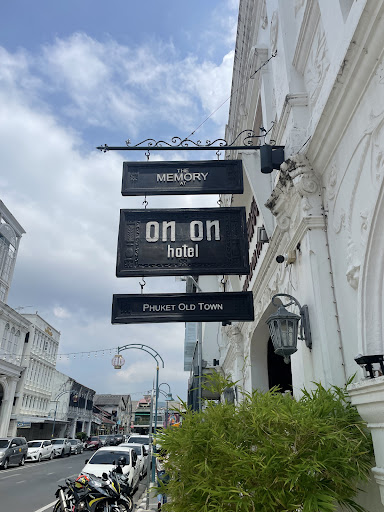 THE
MEMORY
AT
on on
hotel
PHUKET OLD TOWN